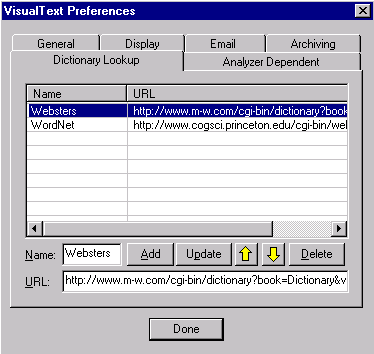 VisualText Preferences
General Display Email Archiving
Dictionary Lookup Analyzer Dependent
Name URL
Websters http://www.m-w.com/cgi-bin/dictionary?book
WordNet http://www.cogsci.princeton.edu/cgi-bin/wel
Name: Websters Add Update Delete
URL: http://www.m-w.com/cgi-bin/dictionary?book=Dictionary&v
Done